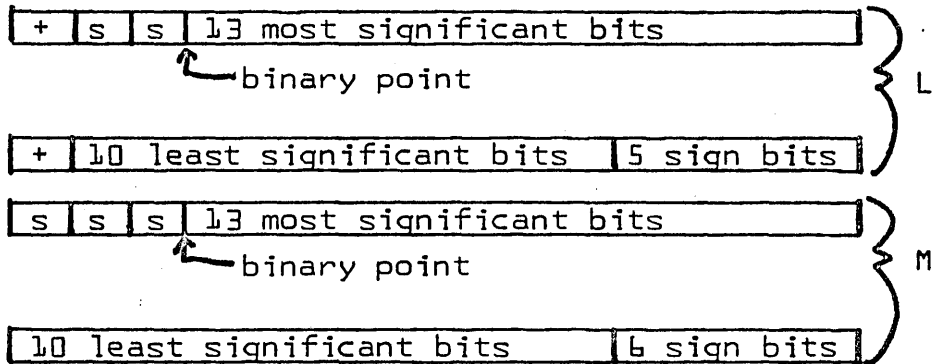 + s s 13 most significant bits
binary point
L
+ 10 least significant bits 5 sign bits
s s s 13 most significant bits
binary point
M
10 least significant bits 6 sign bits